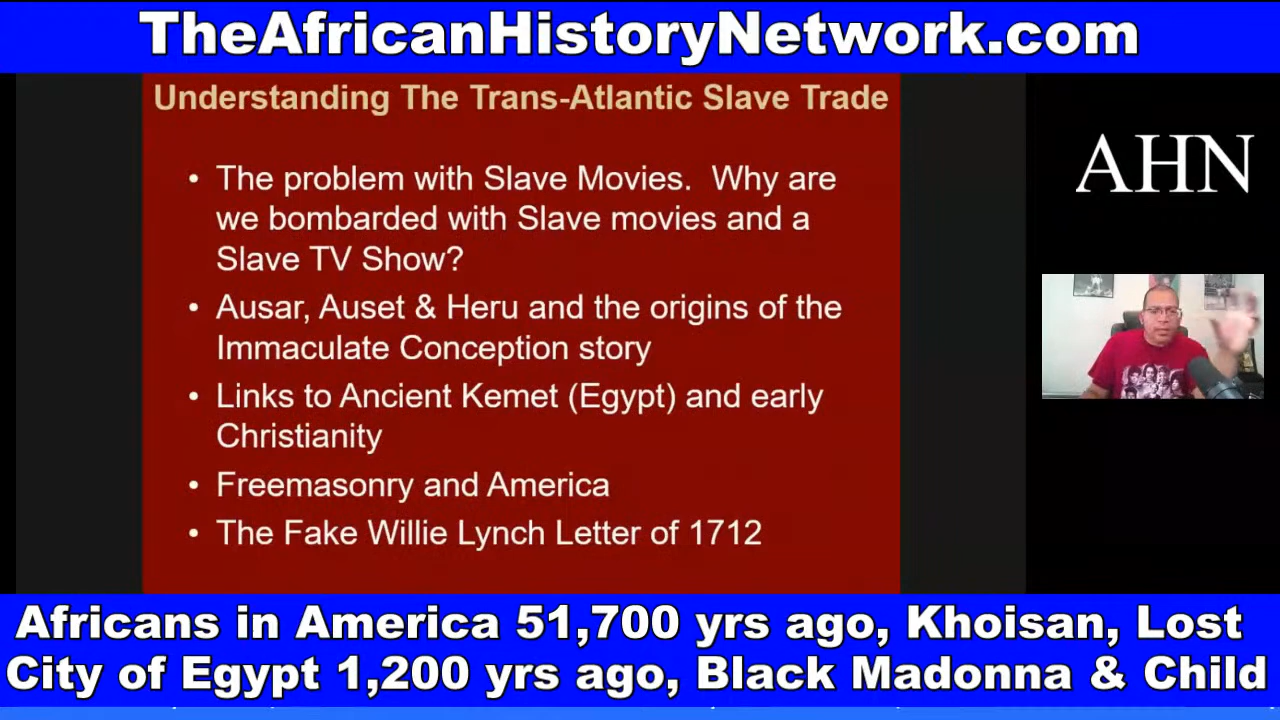 TheAfricanHistoryNetwork.com
Understanding The Trans-Atlantic Slave Trade
• The problem with Slave Movies. Why are
we bombarded with Slave movies and a
Slave TV Show?
• Ausar, Auset & Heru and the origins of the
Immaculate Conception story
• Links to Ancient Kemet (Egypt) and early
Christianity
• Freemasonry and America
• The Fake Willie Lynch Letter of 1712
AHN
Africans in America 51,700 yrs ago, Khoisan, Lost
City of Egypt 1,200 yrs ago, Black Madonna & Child